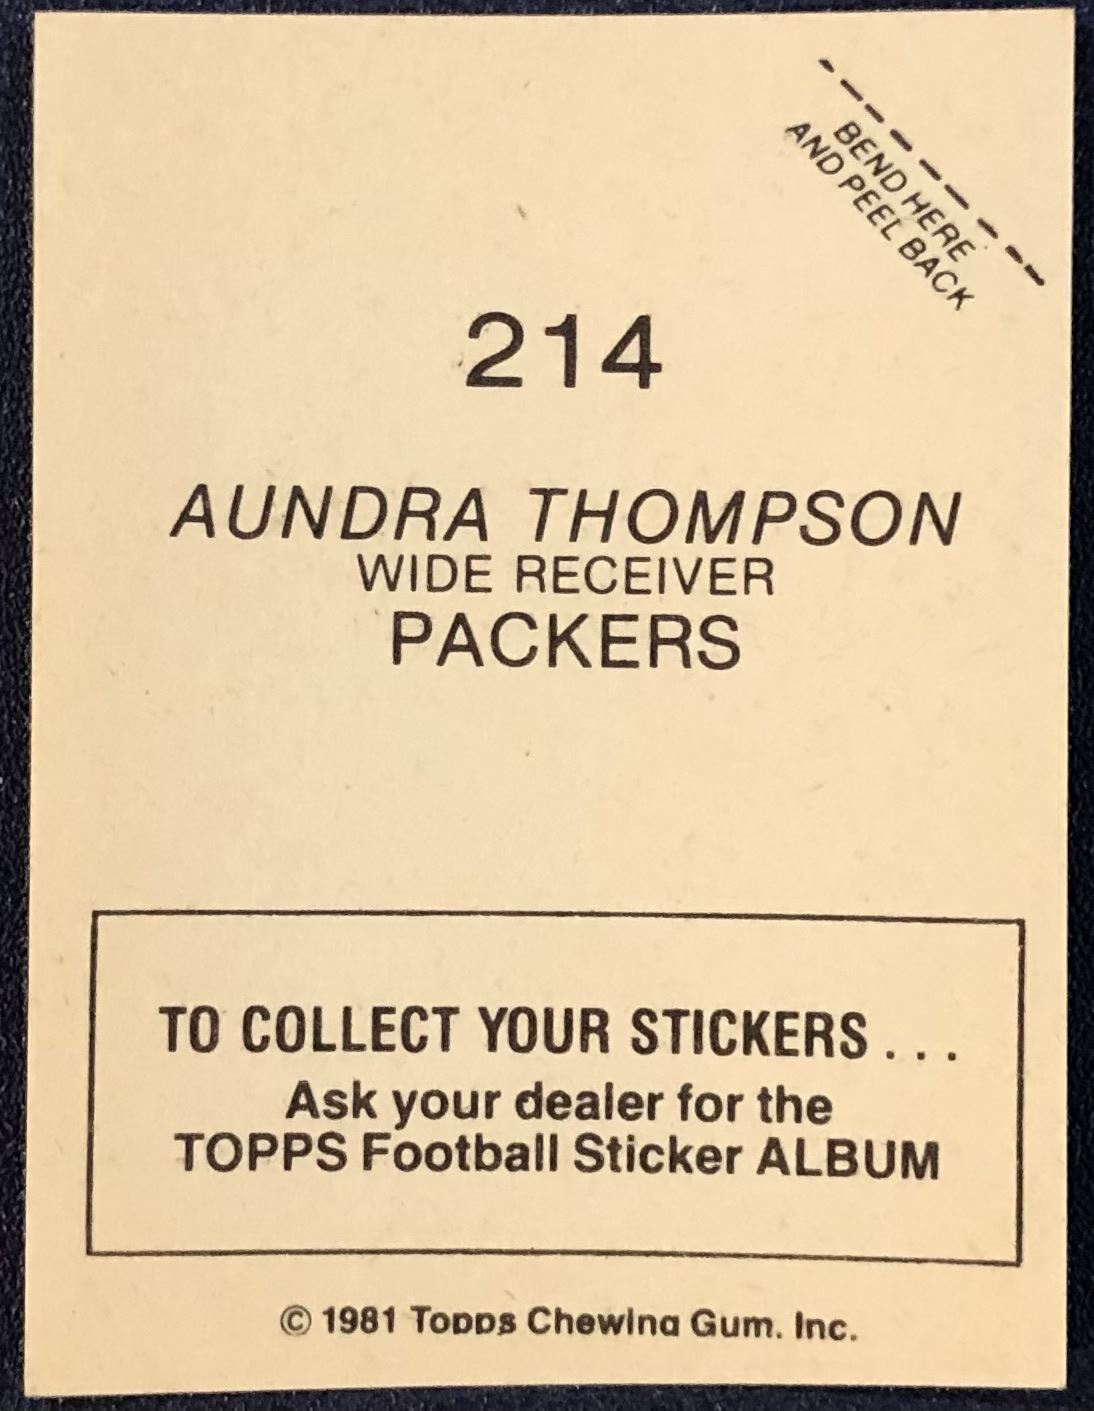 BEND HERE
AND PEEL BACK
214
AUNDRA THOMPSON
WIDE RECEIVER
PACKERS
TO COLLECT YOUR STICKERS . . .
Ask your dealer for the
TOPPS Football Sticker ALBUM
© 1981 Topps Chewing Gum. Inc.